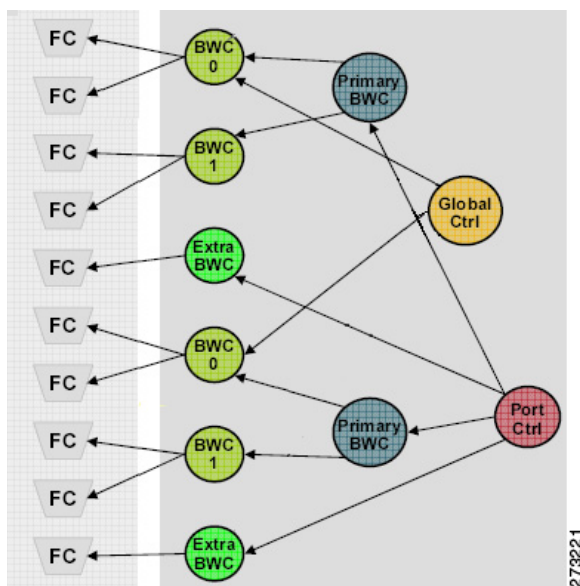 FC
FC
FC
FC
FC
FC
FC
FC
FC
FC
BWC
0
BWC
1
Extra
BWC
BWC
0
BWC
1
Extra
BWC
Primary
BWC
Primary
BWC
Global
Ctrl
Port
Ctrl
273221